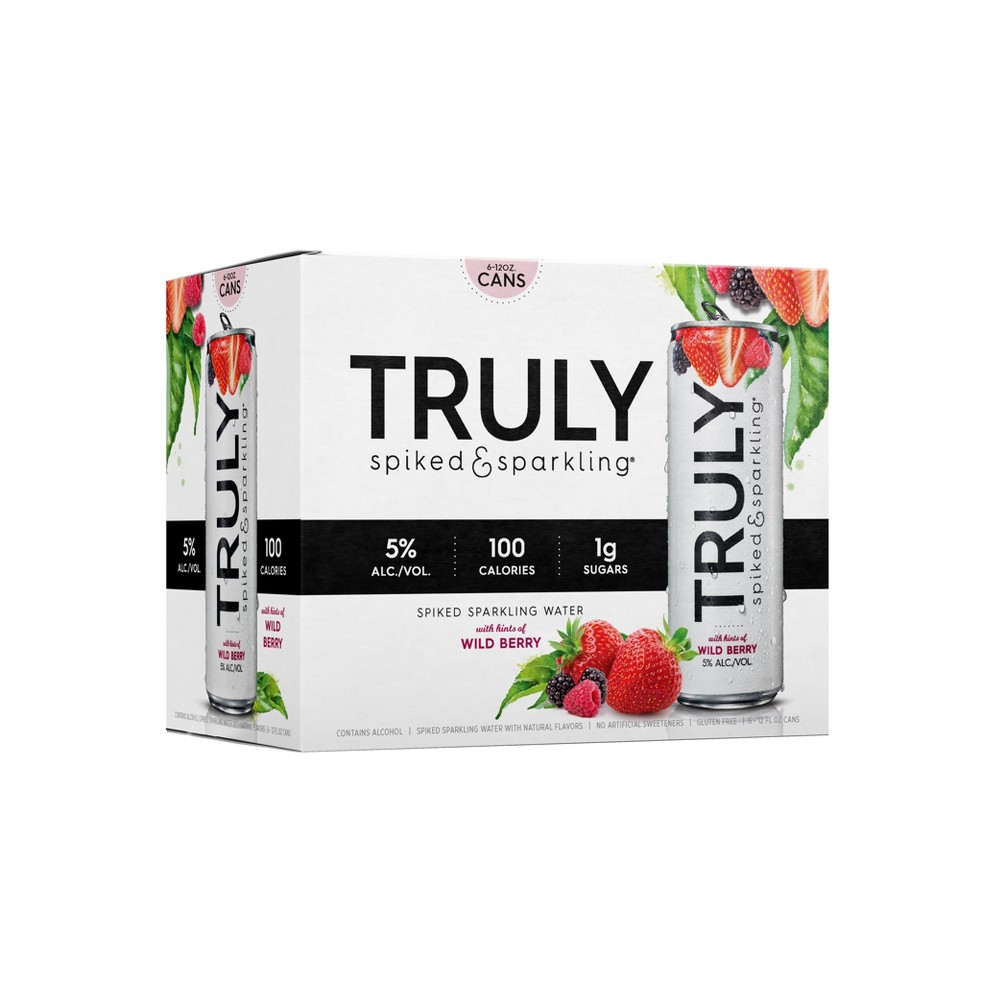 6-12OZ.
CANS
TRULY
spiked & sparkling®
5%
ALC./VOL.
100
CALORIES
with hints of
WILD
BERRY
with hints of
WILD BERRY
5% ALC./VOL.
6-12OZ.
CANS
TRULY
spiked & sparkling®
5%
ALC./VOL.
100
CALORIES
1g
SUGARS
SPIKED SPARKLING WATER
with hints of
WILD BERRY
CONTAINS ALCOHOL | SPIKED SPARKLING WATER WITH NATURAL FLAVORS | NO ARTIFICIAL SWEETENERS | GLUTEN FREE | 6 - 12 FL OZ CANS
TRULY
spiked & sparkling®
with hints of
WILD BERRY
5% ALC./VOL.